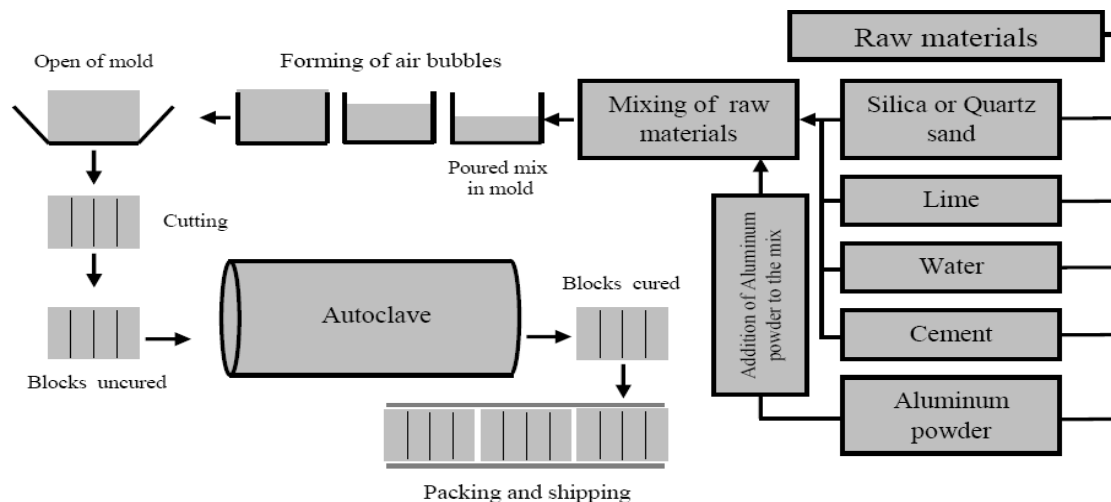 Raw materials
Silica or Quartz
sand
Lime
Water
Cement
Aluminum
powder
Addition of Aluminum
powder to the mix
Mixing of raw
materials
Poured mix
in mold
Forming of air bubbles
Open of mold
Cutting
Blocks uncured
Autoclave
Blocks cured
Packing and shipping